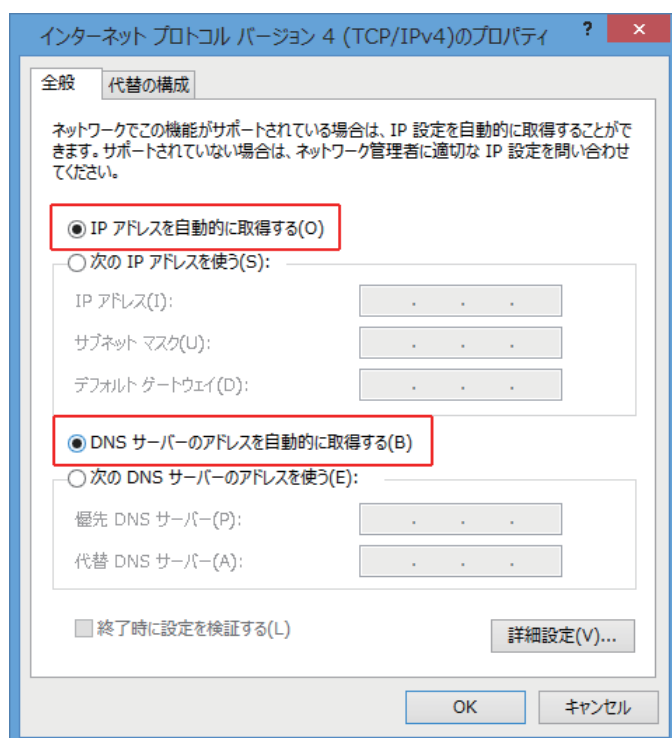 インターネット プロトコル バージョン 4 (TCP/IPv4)のプロパティ
?
×
全般
代替の構成
ネットワークでこの機能がサポートされている場合は、IP 設定を自動的に取得することがで
きます。サポートされていない場合は、ネットワーク管理者に適切な IP 設定を問い合わせ
てください。
IP アドレスを自動的に取得する(O)
次の IP アドレスを使う(S):
IP アドレス(I):
サブネット マスク(U):
デフォルト ゲートウェイ(D):
DNS サーバーのアドレスを自動的に取得する(B)
次の DNS サーバーのアドレスを使う(E):
優先 DNS サーバー(P):
代替 DNS サーバー(A):
終了時に設定を検証する(L)
詳細設定(V)...
OK
キャンセル